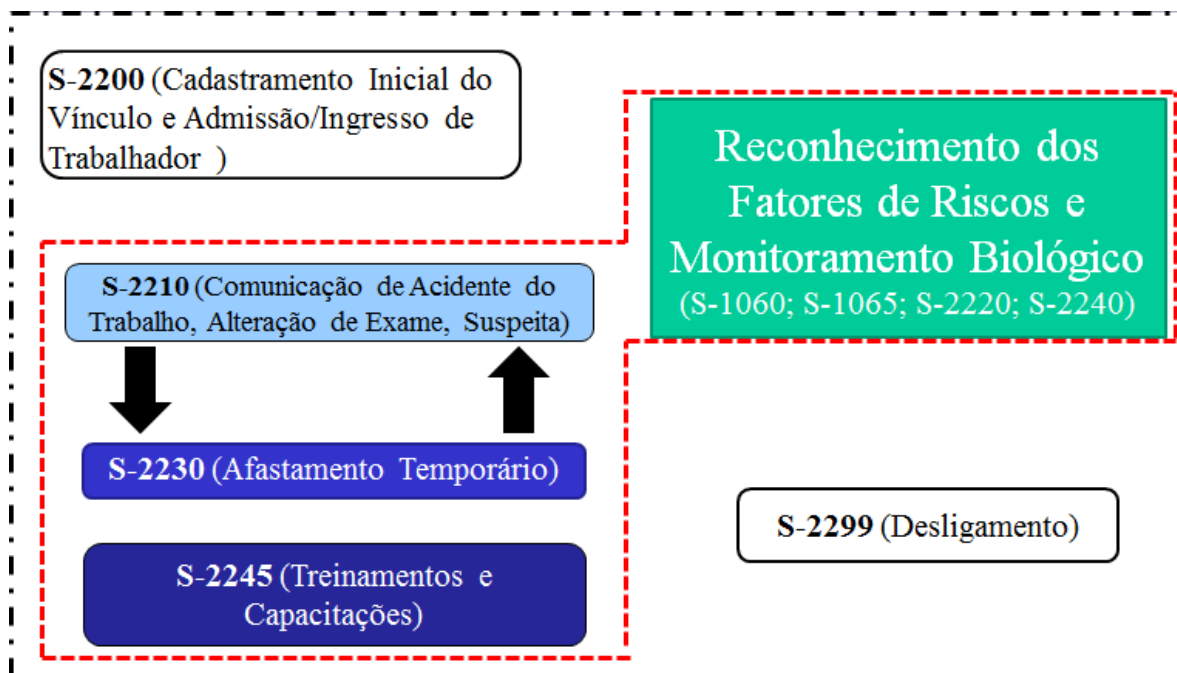 S-2200 (Cadastramento Inicial do
Vínculo e Admissão/Ingresso de
Trabalhador )
Reconhecimento dos
Fatores de Riscos e
Monitoramento Biológico
(S-1060; S-1065; S-2220; S-2240)
S-2210 (Comunicação de Acidente do
Trabalho, Alteração de Exame, Suspeita)
S-2230 (Afastamento Temporário)
S-2299 (Desligamento)
S-2245 (Treinamentos e
Capacitações)